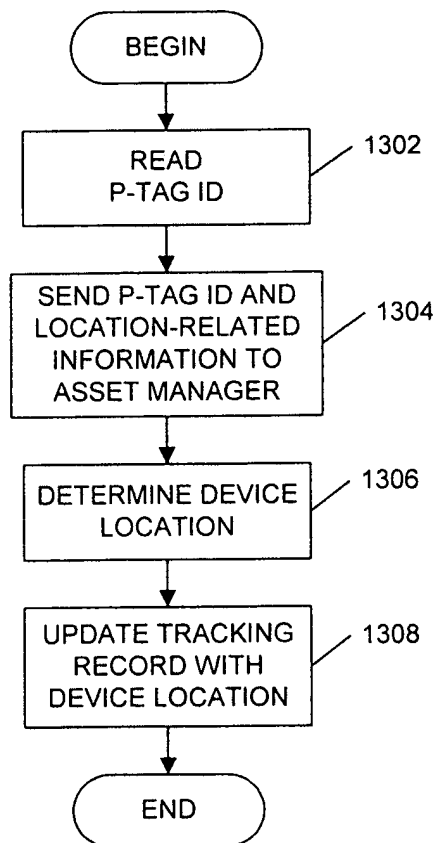 BEGIN
READ
P-TAG ID
1302
SEND P-TAG ID AND
LOCATION-RELATED
INFORMATION TO
ASSET MANAGER
1304
DETERMINE DEVICE
LOCATION
1306
UPDATE TRACKING
RECORD WITH
DEVICE LOCATION
1308
END